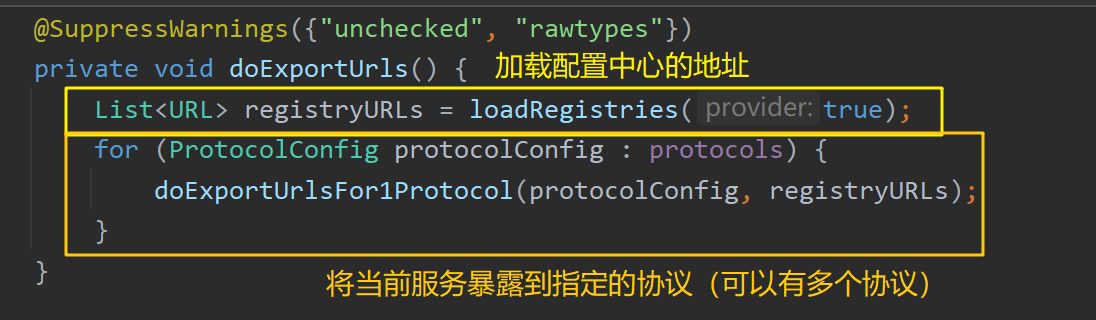 @SuppressWarnings({"unchecked", "rawtypes"})
private void doExportUrls() { 加载配置中心的地址
List<URL> registryURLs = loadRegistries( provider: true);
for (ProtocolConfig protocolConfig : protocols) {
doExportUrlsFor1Protocol(protocolConfig, registryURLs);
}
} 将当前服务暴露到指定的协议（可以有多个协议）